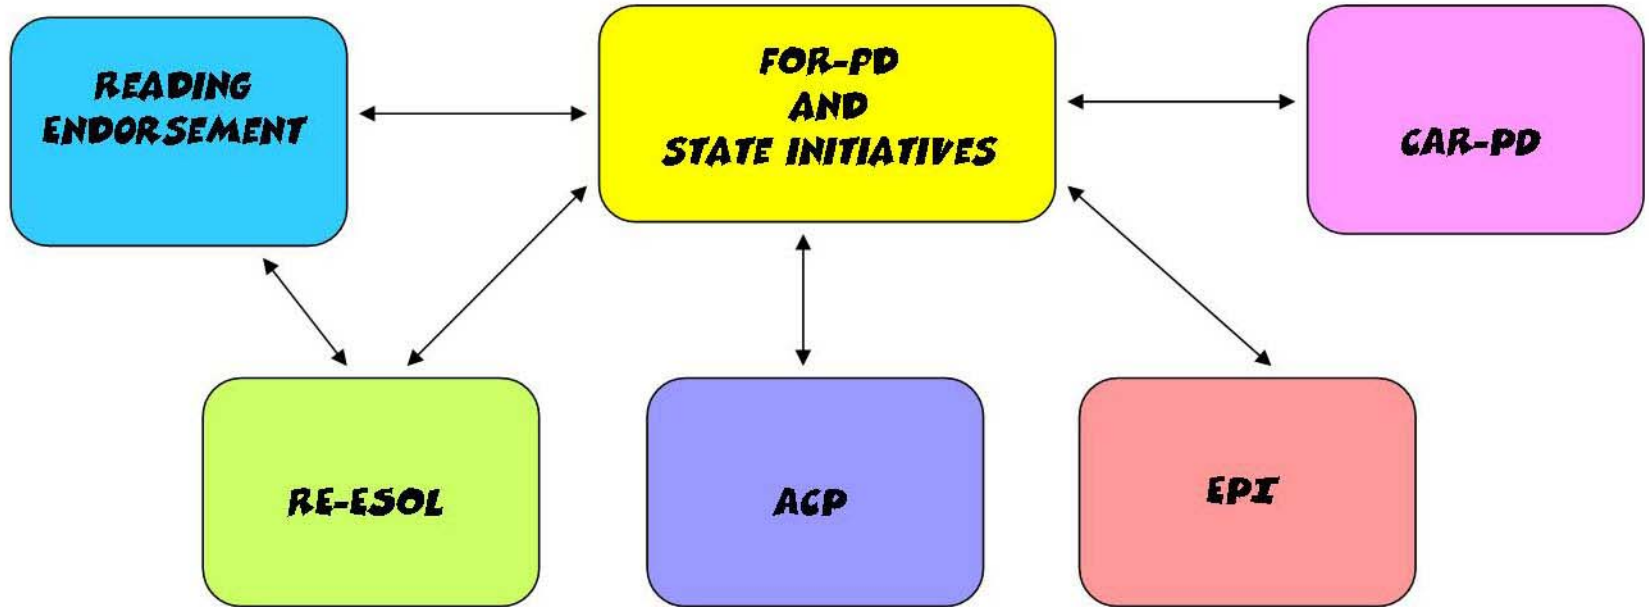 READING
ENDORSEMENT
FOR-PD
AND
STATE INITIATIVES
CAR-PD
RE-ESOL
ACP
EPI